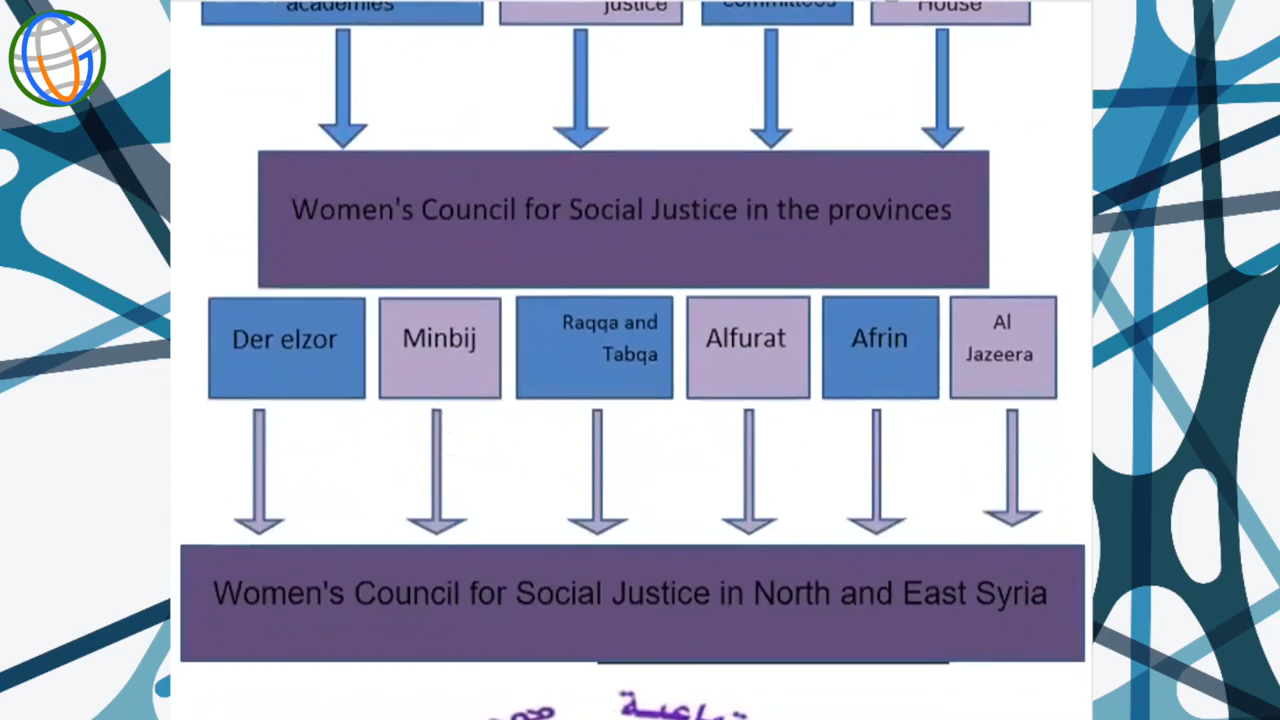 academies
justice
committees
House
Women's Council for Social Justice in the provinces
Der elzor
Minbij
Raqqa and
Tabqa
Alfurat
Afrin
Al
Jazeera
Women's Council for Social Justice in North and East Syria